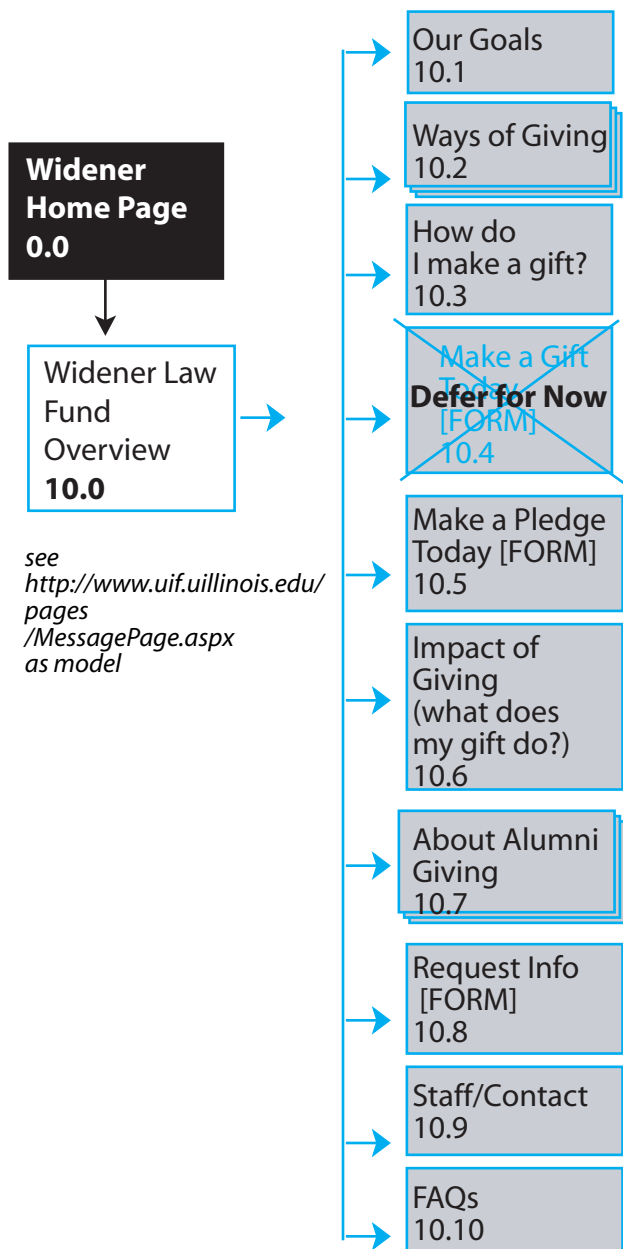 Widener
Home Page
0.0
Widener Law
Fund
Overview
10.0
see
http://www.uif.uillinois.edu/
pages
/MessagePage.aspx
as model
Our Goals
10.1
Ways of Giving
10.2
How do
I make a gift?
10.3
Make a Gift
Today
[FORM]
10.4
Defer for Now
Make a Pledge
Today [FORM]
10.5
Impact of
Giving
(what does
my gift do?)
10.6
About Alumni
Giving
10.7
Request Info
[FORM]
10.8
Staff/Contact
10.9
FAQs
10.10